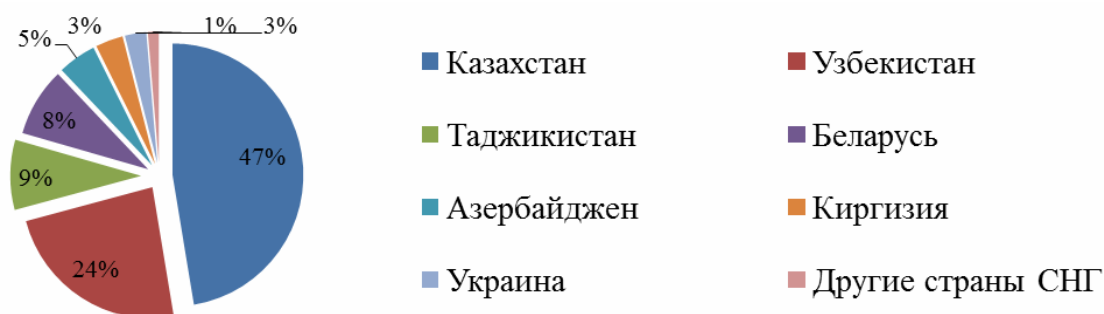 3%
1%
3%
5%
8%
9%
24%
47%
Казахстан
Узбекистан
Таджикистан
Беларусь
Азербайджен
Киргизия
Украина
Другие страны СНГ